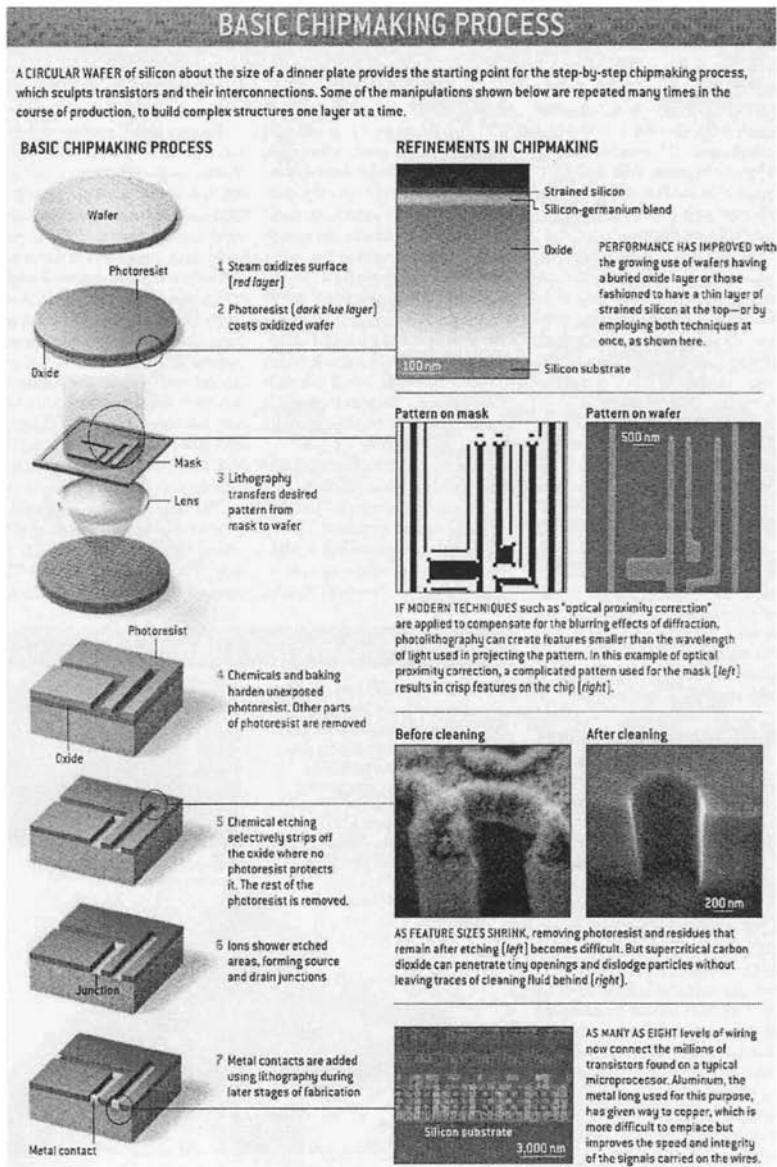 BASIC CHIPMAKING PROCESS
A CIRCULAR WAFER of silicon about the size of a dinner plate provides the starting point for the step-by-step chipmaking process,
which sculpts transistors and their interconnections. Some of the manipulations shown below are repeated many times in the
course of production, to build complex structures one layer at a time.
BASIC CHIPMAKING PROCESS
Wafer
Photoresist
1 Steam oxidizes surface
(red layer)
2 Photoresist (dark blue layer)
coats oxidized wafer
Oxide
Mask
Lens
3 Lithography
transfers desired
pattern from
mask to wafer
Photoresist
4 Chemicals and baking
harden unexposed
photoresist. Other parts
of photoresist are removed
Oxide
5 Chemical etching
selectively strips off
the oxide where no
photoresist protects
it. The rest of the
photoresist is removed.
6 Ions shower etched
areas, forming source
and drain junctions
Junction
7 Metal contacts are added
using lithography during
later stages of fabrication
Metal contact
REFINEMENTS IN CHIPMAKING
Strained silicon
Silicon-germanium blend
Oxide
100 nm
Silicon substrate
PERFORMANCE HAS IMPROVED with
the growing use of wafers having
a buried oxide layer or those
fashioned to have a thin layer of
strained silicon at the top—or by
employing both techniques at
once, as shown here.
Pattern on mask
Pattern on wafer
500 nm
IF MODERN TECHNIQUES such as "optical proximity correction"
are applied to compensate for the blurring effects of diffraction,
photolithography can create features smaller than the wavelength
of light used in projecting the pattern. In this example of optical
proximity correction, a complicated pattern used for the mask (left)
results in crisp features on the chip (right).
Before cleaning
After cleaning
200 nm
AS FEATURE SIZES SHRINK, removing photoresist and residues that
remain after etching (left) becomes difficult. But supercritical carbon
dioxide can penetrate tiny openings and dislodge particles without
leaving traces of cleaning fluid behind (right).
Silicon substrate
3,000 nm
AS MANY AS EIGHT levels of wiring
now connect the millions of
transistors found on a typical
microprocessor. Aluminum, the
metal long used for this purpose,
has given way to copper, which is
more difficult to emplace but
improves the speed and integrity
of the signals carried on the wires.